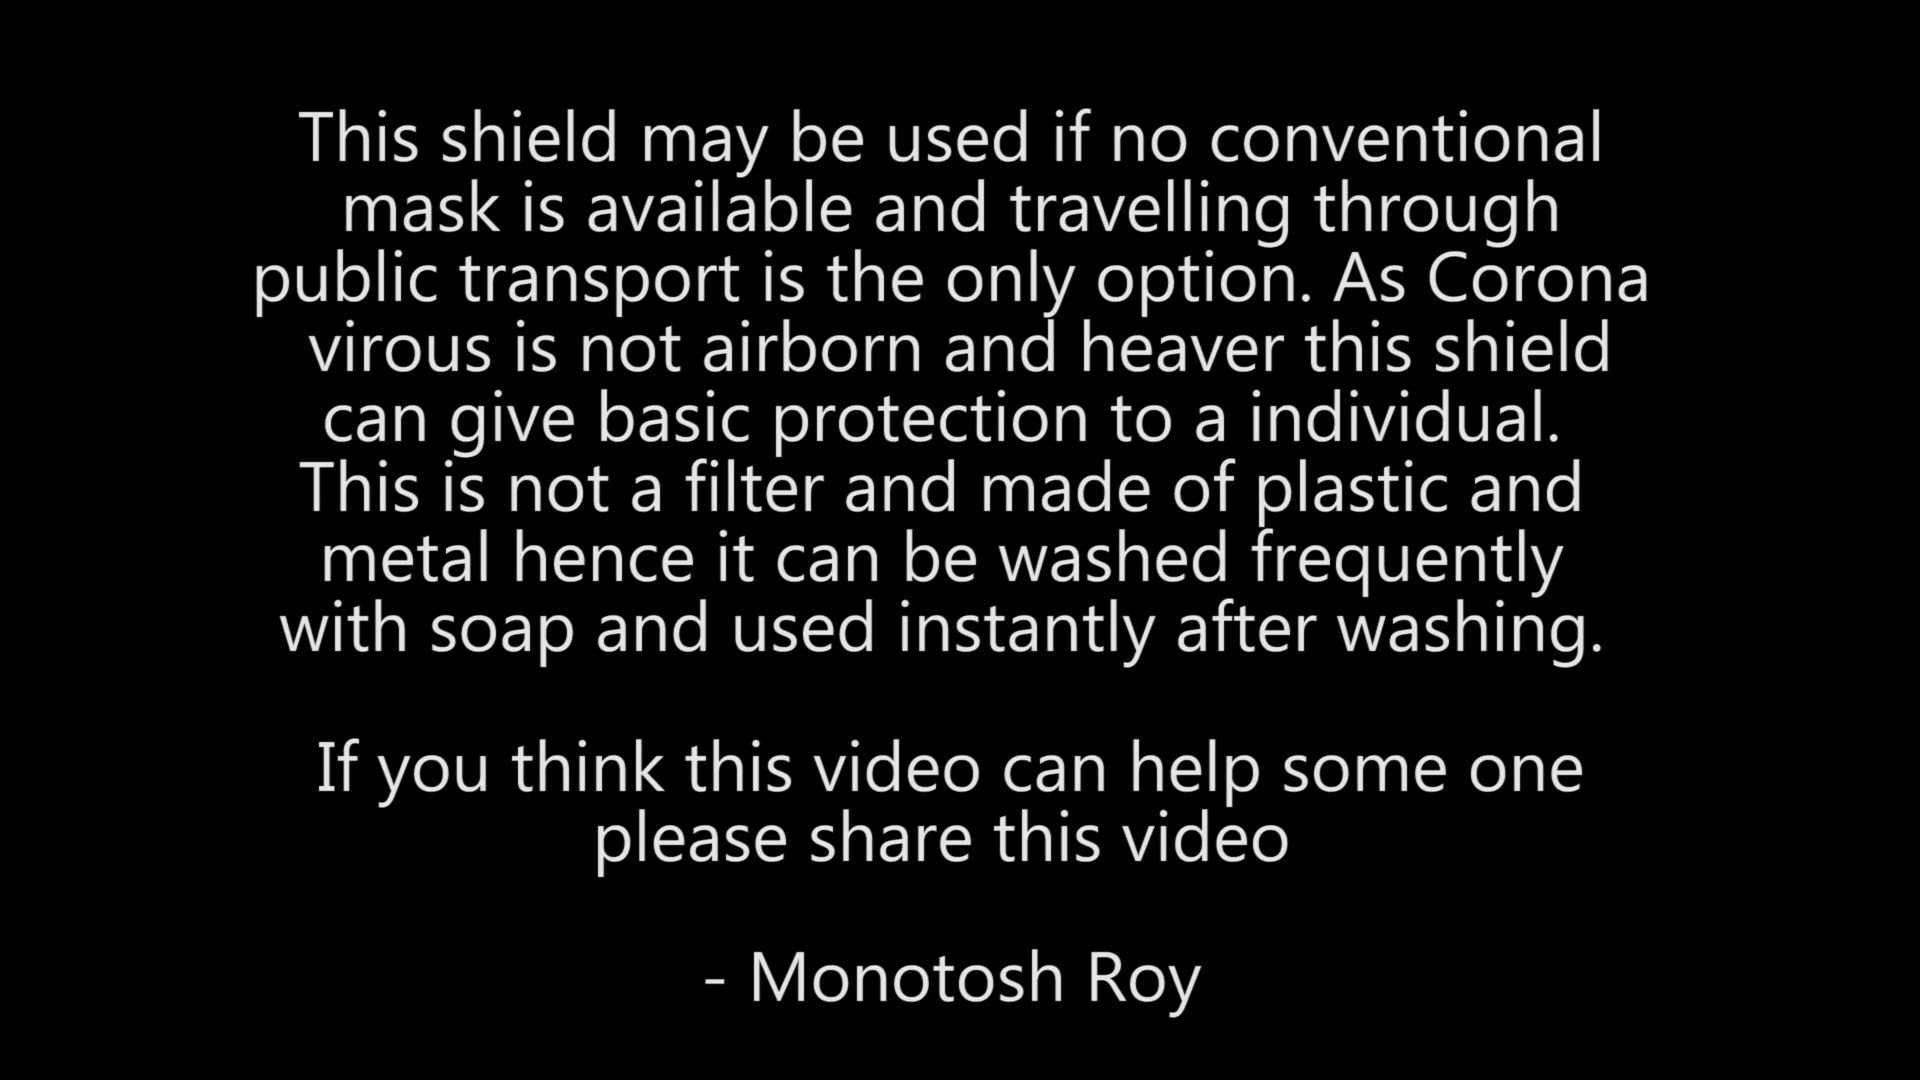 This shield may be used if no conventional
mask is available and travelling through
public transport is the only option. As Corona
virous is not airborn and heaver this shield
can give basic protection to a individual.
This is not a filter and made of plastic and
metal hence it can be washed frequently
with soap and used instantly after washing.
If you think this video can help some one
please share this video
- Monotosh Roy